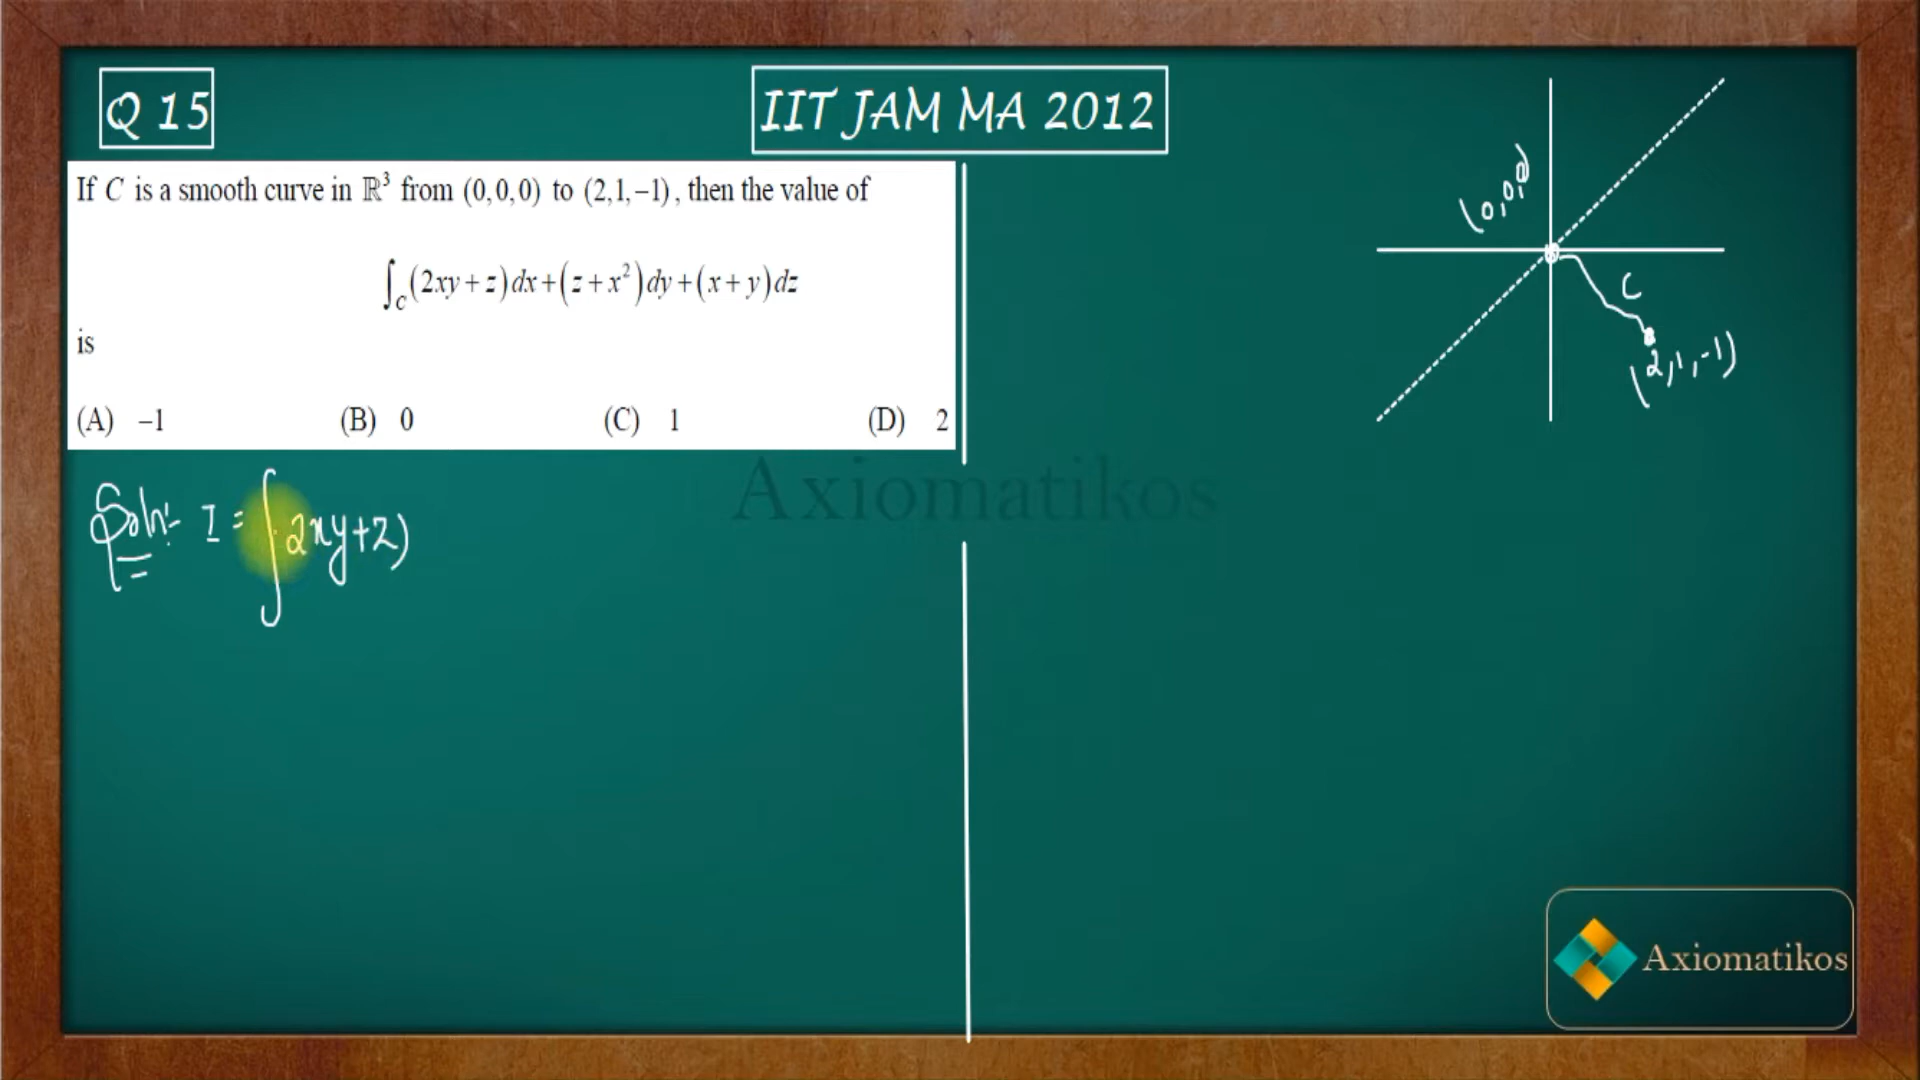 Q 15
IIT JAM MA 2012
If C is a smooth curve in ℝ³ from (0,0,0) to (2,1,−1), then the value of
∫_C (2xy+z)dx+(z+x²)dy+(x+y)dz
is
(A) −1 (B) 0 (C) 1 (D) 2
(0,0,0)
C
(2,1,-1)
Soln:- I = ∫ 2xy+z)
Axiomatikos
Axiomatikos